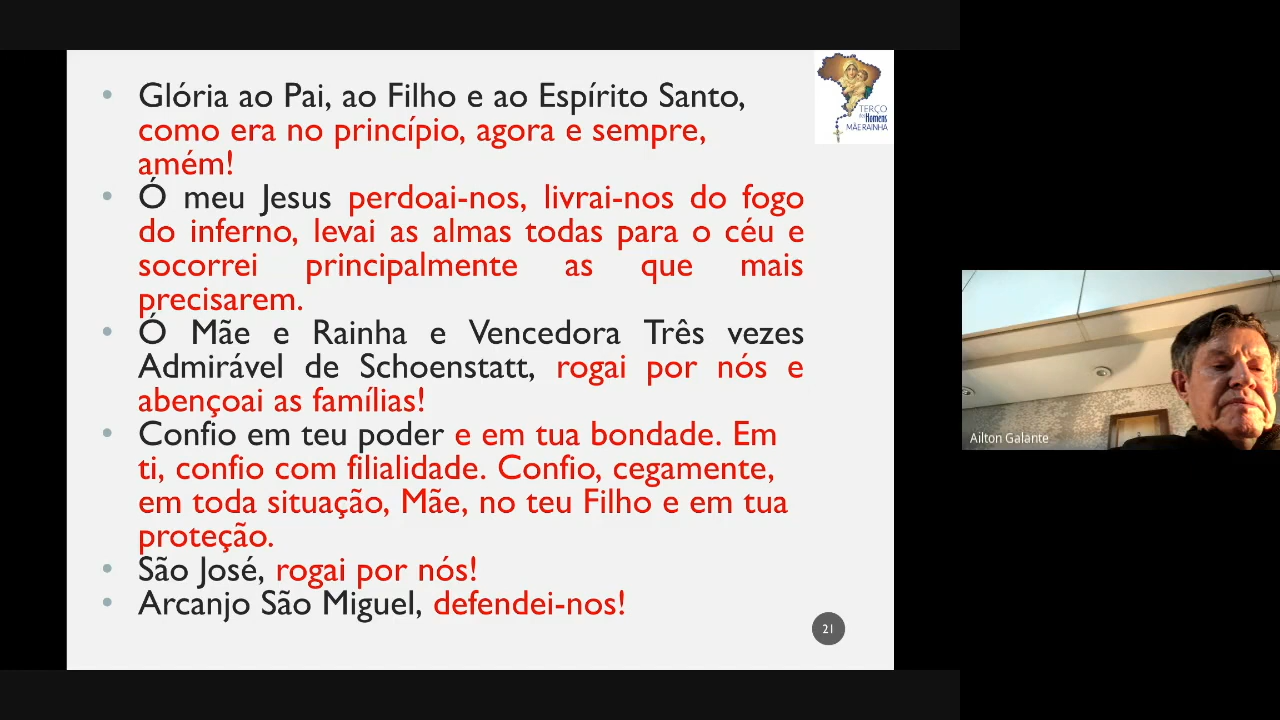 • Glória ao Pai, ao Filho e ao Espírito Santo,
como era no princípio, agora e sempre,
amém!
• Ó meu Jesus perdoai-nos, livrai-nos do fogo
do inferno, levai as almas todas para o céu e
socorrei principalmente as que mais
precisarem.
• Ó Mãe e Rainha e Vencedora Três vezes
Admirável de Schoenstatt, rogai por nós e
abençoai as famílias!
• Confio em teu poder e em tua bondade. Em
ti, confio com filialidade. Confio, cegamente,
em toda situação, Mãe, no teu Filho e em tua
proteção.
• São José, rogai por nós!
• Arcanjo São Miguel, defendei-nos!
21
TERÇO
dos Homens
MÃE RAINHA
Ailton Galante